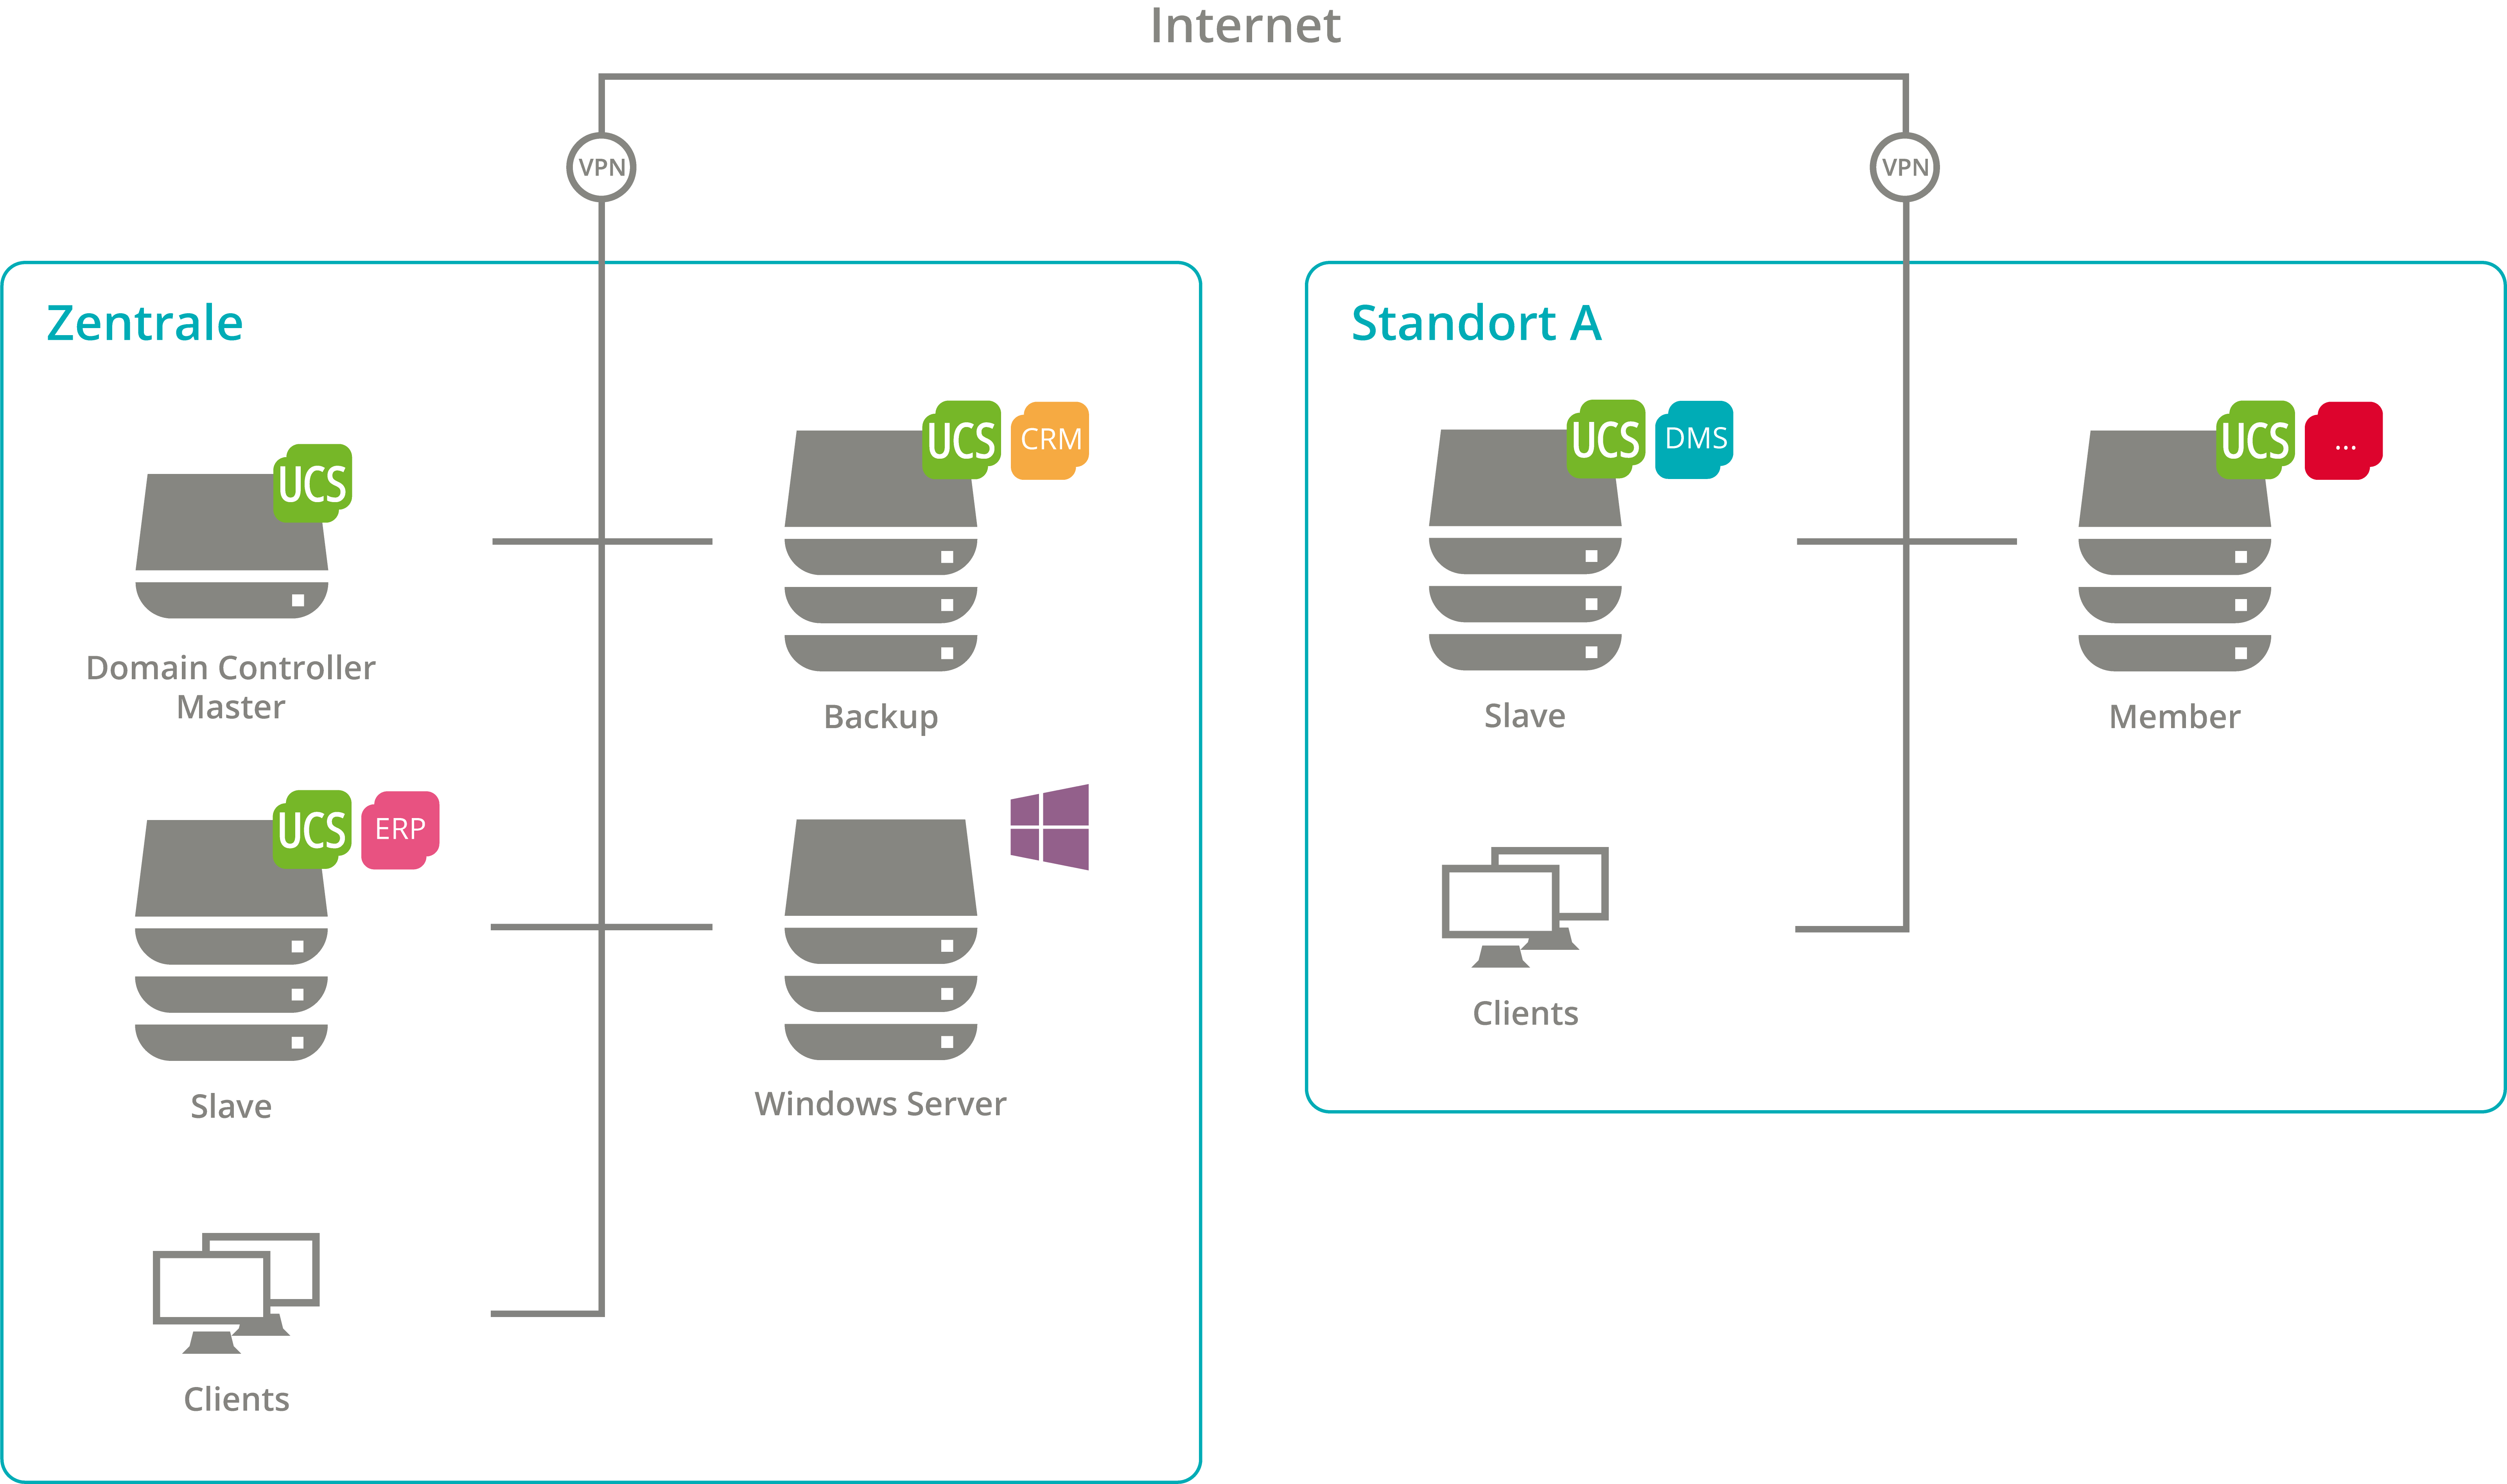 Internet
VPN
VPN
Zentrale
UCS
Domain Controller
Master
UCS
CRM
Backup
UCS
ERP
Slave
Windows Server
Clients
Standort A
UCS
DMS
Slave
UCS
...
Member
Clients